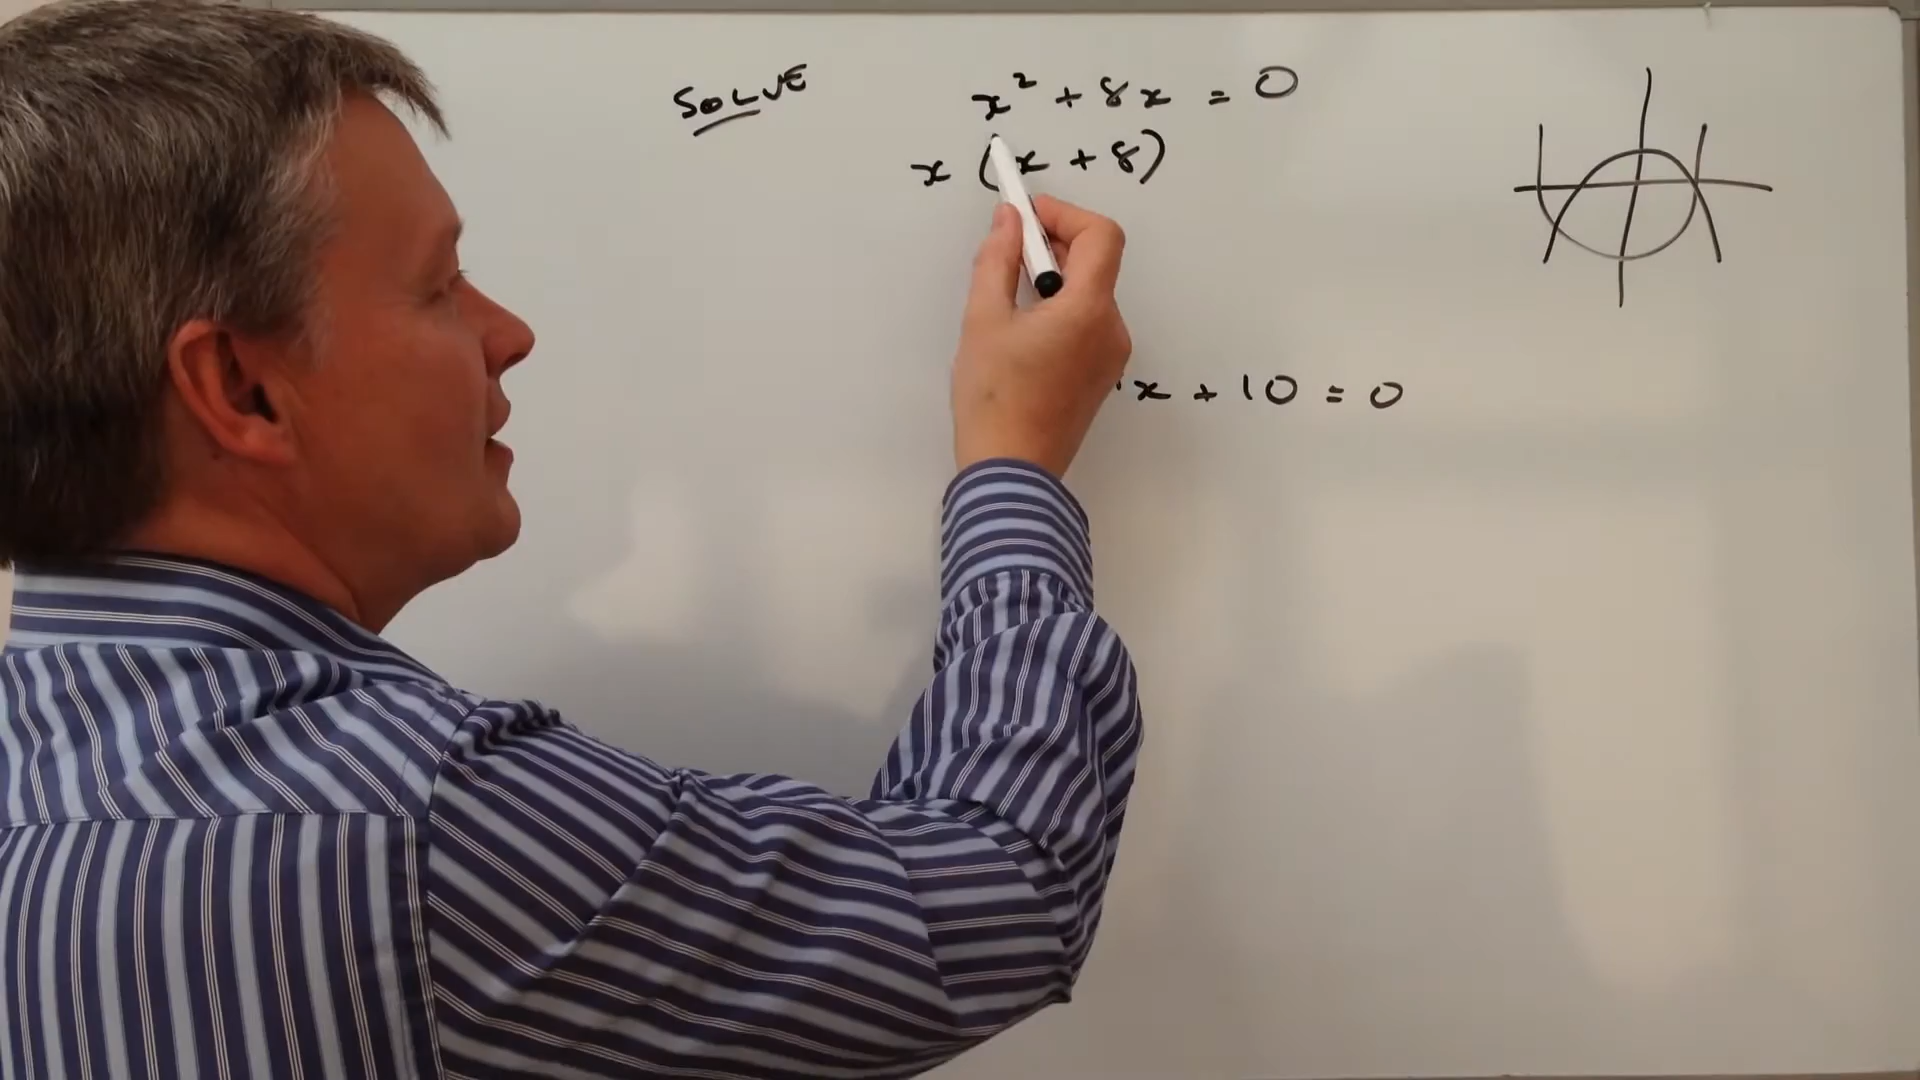 SOLVE x² + 8x = 0
x (x + 8)
x + 10 = 0